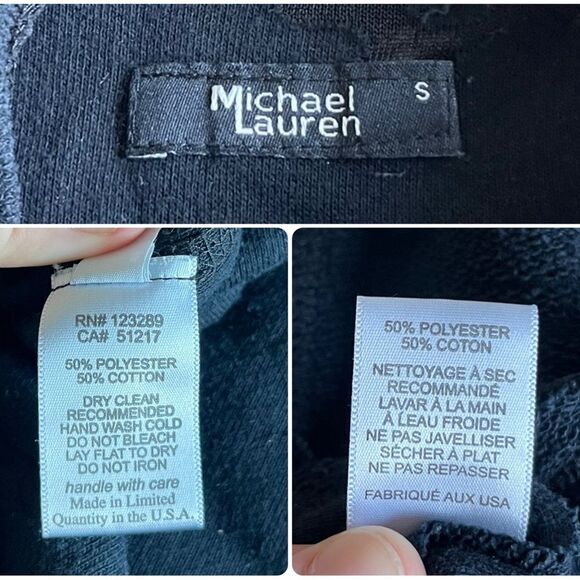 Michael
Lauren
S
RN# 123289
CA# 51217
50% POLYESTER
50% COTTON
DRY CLEAN
RECOMMENDED
HAND WASH COLD
DO NOT BLEACH
LAY FLAT TO DRY
DO NOT IRON
handle with care
Made in Limited
Quantity in the U.S.A.
50% POLYESTER
50% COTON
NETTOYAGE À SEC
RECOMMANDÉ
LAVAR À LA MAIN
À LEAU FROIDE
NE PAS JAVELLISER
SÉCHER À PLAT
NE PAS REPASSER
FABRIQUÉ AUX USA